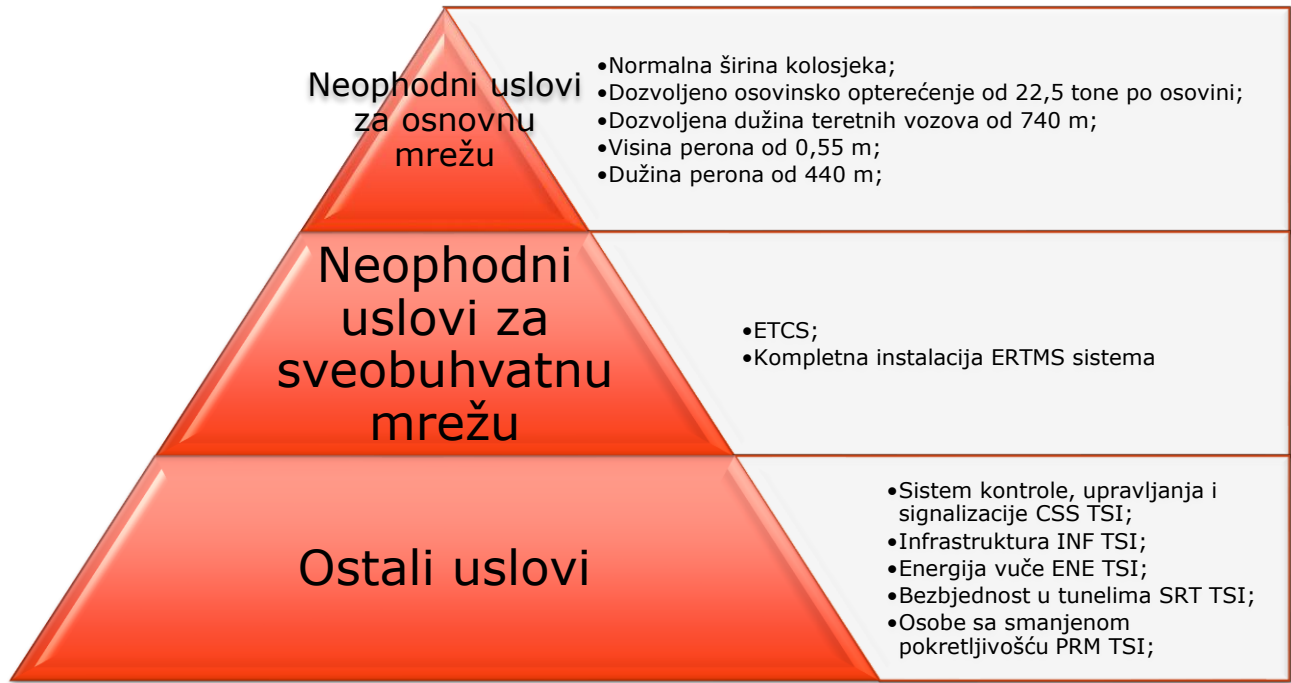 Neophodni uslovi
za osnovnu
mrežu
•Normalna širina kolosjeka;
•Dozvoljeno osovinsko opterećenje od 22,5 tone po osovini;
•Dozvoljena dužina teretnih vozova od 740 m;
•Visina perona od 0,55 m;
•Dužina perona od 440 m;
Neophodni
uslovi za
sveobuhvatnu
mrežu
•ETCS;
•Kompletna instalacija ERTMS sistema
Ostali uslovi
•Sistem kontrole, upravljanja i
signalizacije CSS TSI;
•Infrastruktura INF TSI;
•Energija vuče ENE TSI;
•Bezbjednost u tunelima SRT TSI;
•Osobe sa smanjenom
pokretljivošću PRM TSI;